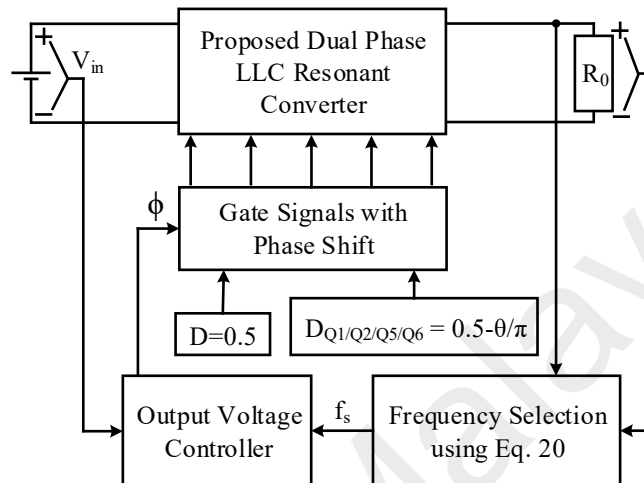 +
V_in
−
Proposed Dual Phase
LLC Resonant
Converter
R_0
+
−
ϕ
Gate Signals with
Phase Shift
D=0.5
D_Q1/Q2/Q5/Q6 = 0.5-θ/π
Output Voltage
Controller
f_s
Frequency Selection
using Eq. 20
Malay